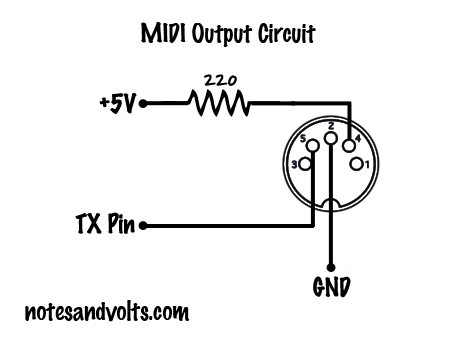 MIDI Output Circuit
220
+5V
2
5
4
3
1
TX Pin
GND
notesandvolts.com